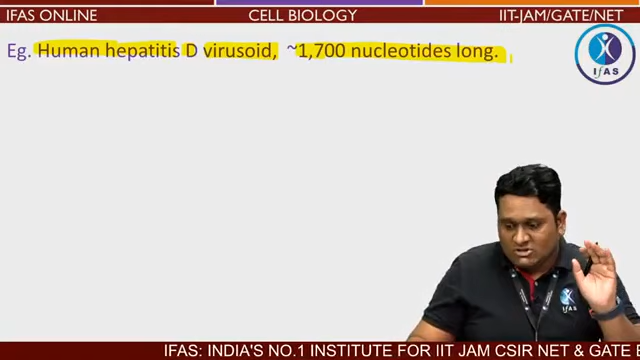 IFAS ONLINE
CELL BIOLOGY
IIT-JAM/GATE/NET
Eg. Human hepatitis D virusoid, ~1,700 nucleotides long.
IFAS
IFAS
IFAS: INDIA'S NO.1 INSTITUTE FOR IIT JAM CSIR NET & GATE E